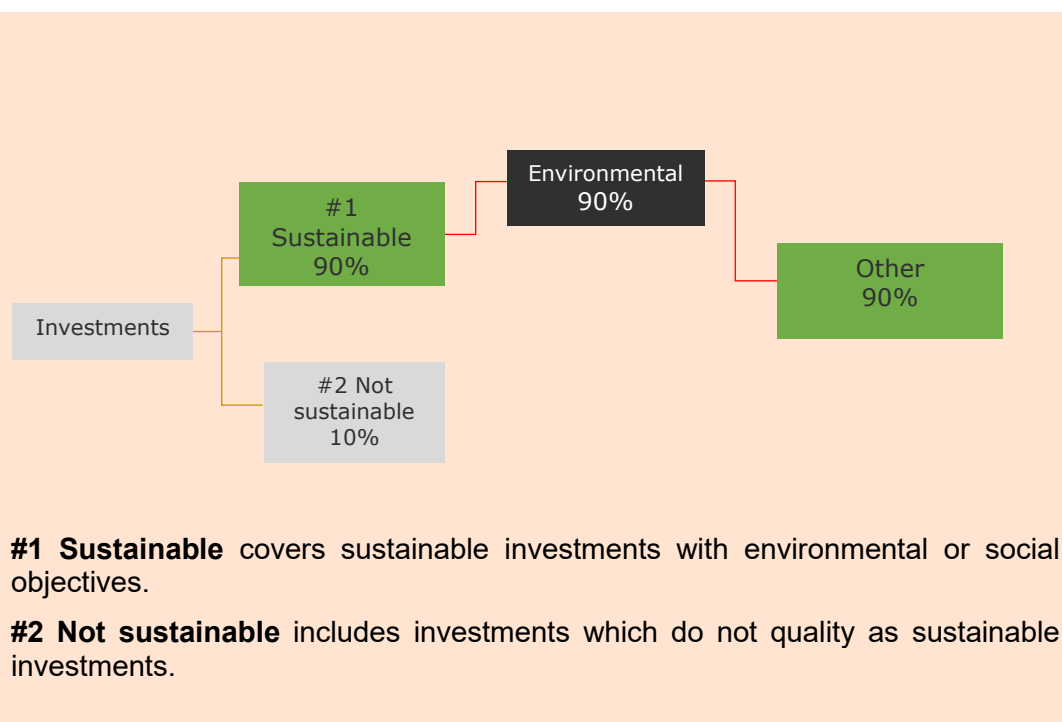 Environmental
90%
#1
Sustainable
90%
Other
90%
Investments
#2 Not
sustainable
10%
#1 Sustainable covers sustainable investments with environmental or social
objectives.
#2 Not sustainable includes investments which do not quality as sustainable
investments.